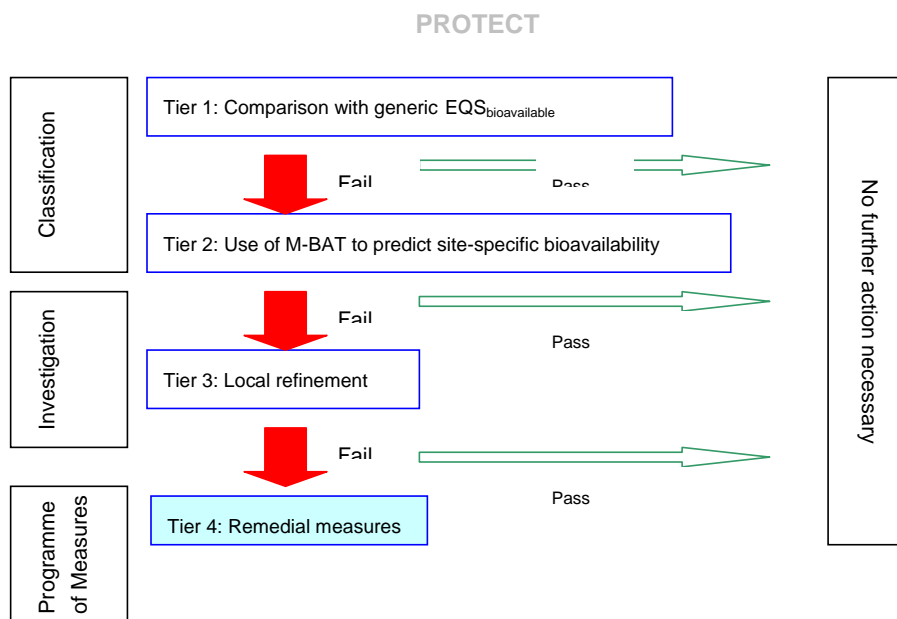 PROTECT
Classification
Tier 1: Comparison with generic EQSbioavailable
Fail
Pass
Tier 2: Use of M-BAT to predict site-specific bioavailability
Investigation
Fail
Pass
Tier 3: Local refinement
Fail
Pass
Programme
of Measures
Tier 4: Remedial measures
No further action necessary